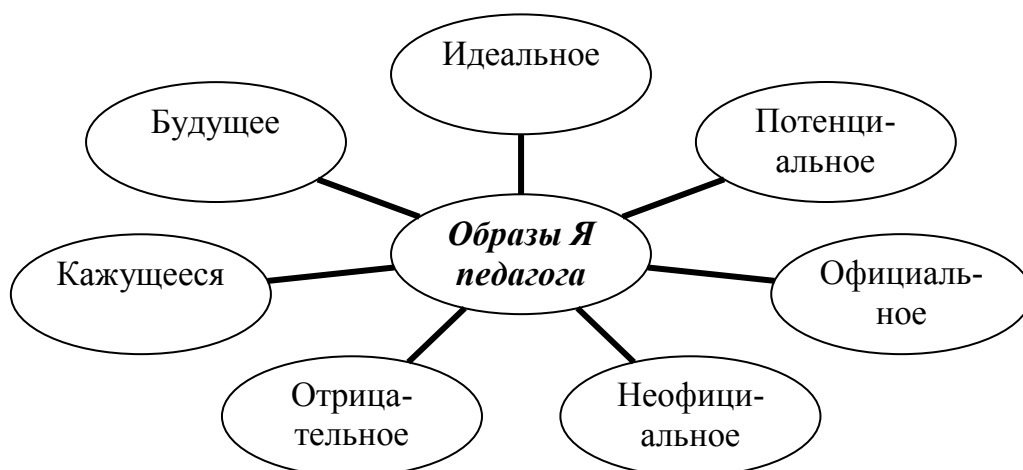 Идеальное
Будущее
Потенци-
альное
Образы Я
педагога
Кажущееся
Официаль-
ное
Отрица-
тельное
Неофици-
альное